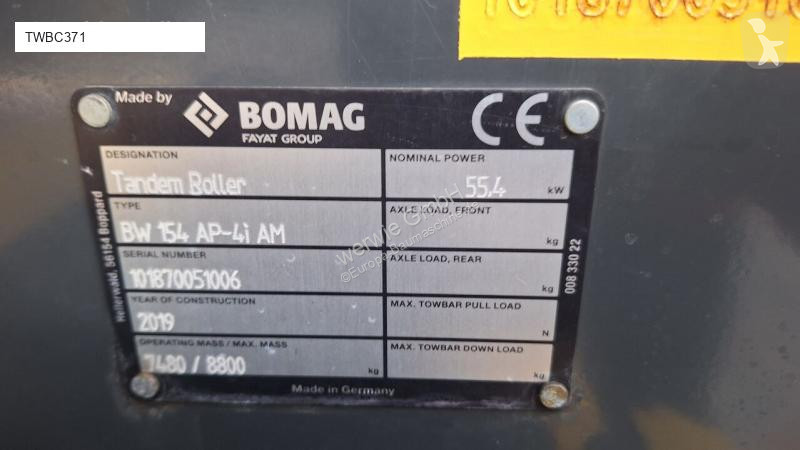 TWBC371
Made by BOMAG
FAYAT GROUP
CE
DESIGNATION
Tandem Roller
NOMINAL POWER
55,4 kW
TYPE
BW 154 AP-4i AM
AXLE LOAD, FRONT
kg
SERIAL NUMBER
101870051006
AXLE LOAD, REAR
kg
YEAR OF CONSTRUCTION
2019
MAX. TOWBAR PULL LOAD
N
OPERATING MASS / MAX. MASS
7480 / 8800 kg
MAX. TOWBAR DOWN LOAD
kg
Made in Germany
Hellerwald, 56154 Boppard
008 330 22
werwie GmbH